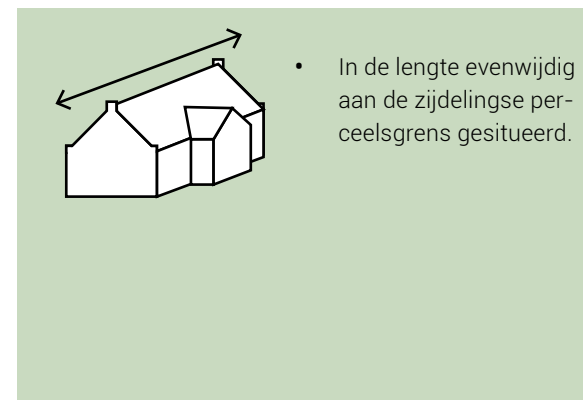 • In de lengte evenwijdig
aan de zijdelingse per-
ceelsgrens gesitueerd.